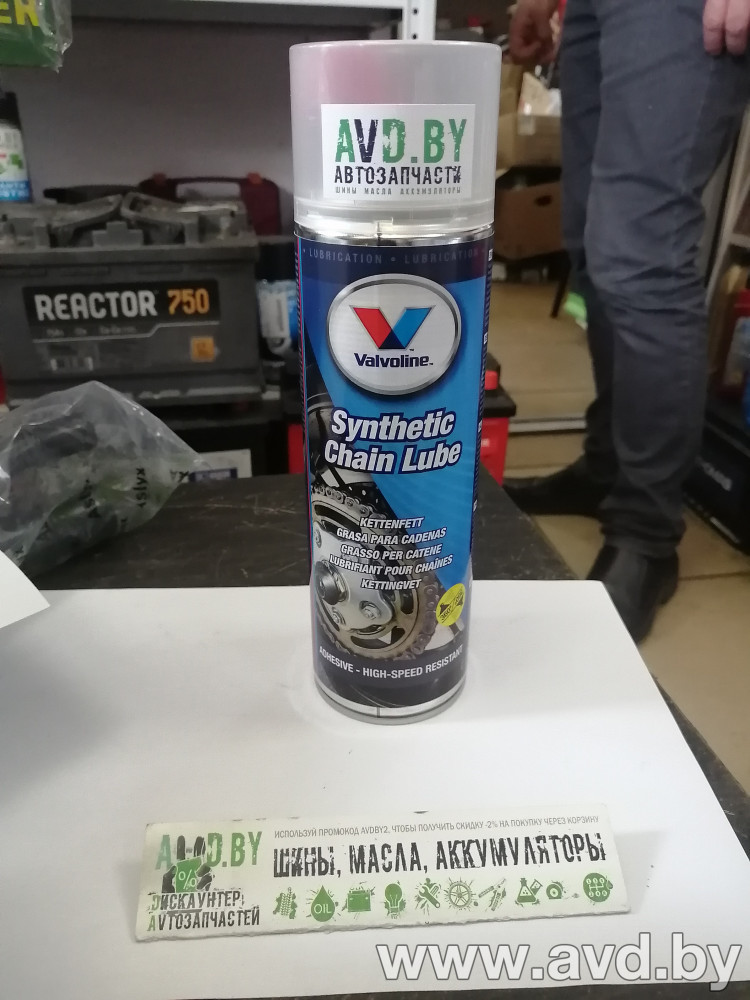 AVD.BY
АВТОЗАПЧАСТИ
ШИНЫ МАСЛА АККУМУЛЯТОРЫ
• LUBRICATION • LUBRICATION •
REACTOR 750
Valvoline™
Synthetic
Chain Lube
KETTENFETT
GRASA PARA CADENAS
GRASSO PER CATENE
LUBRIFIANT POUR CHAÎNES
KETTINGVET
ADHESIVE - HIGH-SPEED RESISTANT
ИСПОЛЬЗУЙ ПРОМОКОД AVDBY2, ЧТОБЫ ПОЛУЧИТЬ СКИДКУ -2% НА ПОКУПКУ ЧЕРЕЗ КОРЗИНУ
AVD.BY
ШИНЫ, МАСЛА, АККУМУЛЯТОРЫ
%
OIL
ДИСКАУНТЕР
АВТОЗАПЧАСТЕЙ
www.avd.by